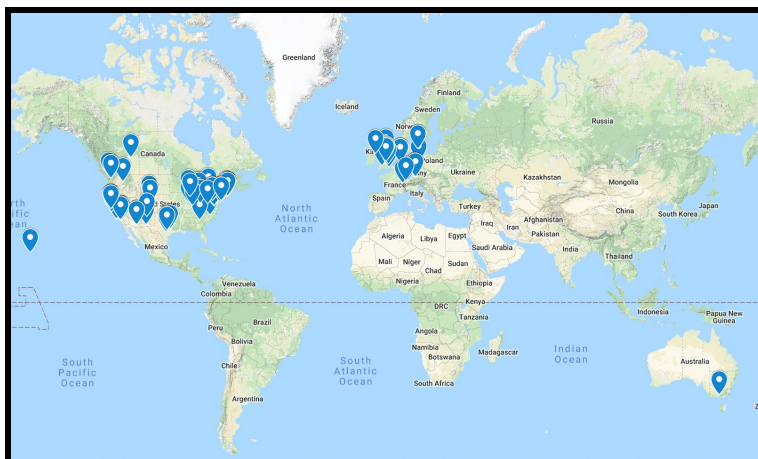 Greenland
Iceland
Finland
Sweden
Norway
Russia
Canada
Poland
Ukraine
France
Italy
Spain
Turkey
Kazakhstan
Mongolia
China
South Korea
Japan
North
Atlantic
Ocean
Mexico
Algeria
Libya
Egypt
Iraq
Iran
Afghanistan
Pakistan
Saudi Arabia
India
Thailand
Mali
Niger
Chad
Sudan
Nigeria
Ethiopia
Venezuela
Colombia
DRC
Kenya
Tanzania
Indonesia
Papua New
Guinea
Peru
Brazil
Bolivia
Angola
Namibia
Botswana
Madagascar
South
Pacific
Ocean
South
Atlantic
Ocean
Indian
Ocean
Chile
Argentina
South Africa
Australia